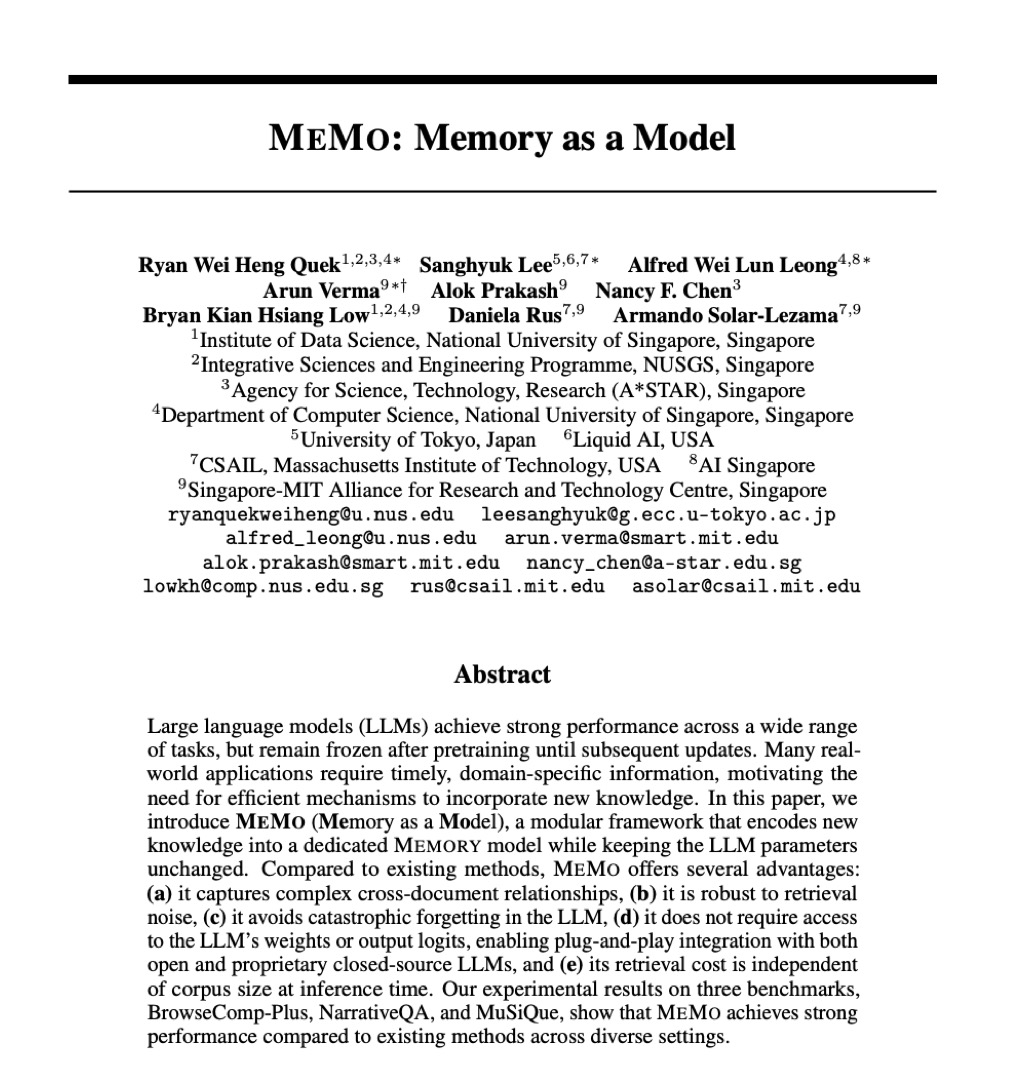 MEMO: Memory as a Model
Ryan Wei Heng Quek1,2,3,4∗ Sanghyuk Lee5,6,7∗ Alfred Wei Lun Leong4,8∗
Arun Verma9∗† Alok Prakash9 Nancy F. Chen3
Bryan Kian Hsiang Low1,2,4,9 Daniela Rus7,9 Armando Solar-Lezama7,9
1Institute of Data Science, National University of Singapore, Singapore
2Integrative Sciences and Engineering Programme, NUSGS, Singapore
3Agency for Science, Technology, Research (A*STAR), Singapore
4Department of Computer Science, National University of Singapore, Singapore
5University of Tokyo, Japan 6Liquid AI, USA
7CSAIL, Massachusetts Institute of Technology, USA 8AI Singapore
9Singapore-MIT Alliance for Research and Technology Centre, Singapore
ryanquekweiheng@u.nus.edu leesanghyuk@g.ecc.u-tokyo.ac.jp
alfred_leong@u.nus.edu arun.verma@smart.mit.edu
alok.prakash@smart.mit.edu nancy_chen@a-star.edu.sg
lowkh@comp.nus.edu.sg rus@csail.mit.edu asolar@csail.mit.edu
Abstract
Large language models (LLMs) achieve strong performance across a wide range
of tasks, but remain frozen after pretraining until subsequent updates. Many real-
world applications require timely, domain-specific information, motivating the
need for efficient mechanisms to incorporate new knowledge. In this paper, we
introduce MEMO (Memory as a Model), a modular framework that encodes new
knowledge into a dedicated MEMORY model while keeping the LLM parameters
unchanged. Compared to existing methods, MEMO offers several advantages:
(a) it captures complex cross-document relationships, (b) it is robust to retrieval
noise, (c) it avoids catastrophic forgetting in the LLM, (d) it does not require access
to the LLM's weights or output logits, enabling plug-and-play integration with both
open and proprietary closed-source LLMs, and (e) its retrieval cost is independent
of corpus size at inference time. Our experimental results on three benchmarks,
BrowseComp-Plus, NarrativeQA, and MuSiQue, show that MEMO achieves strong
performance compared to existing methods across diverse settings.